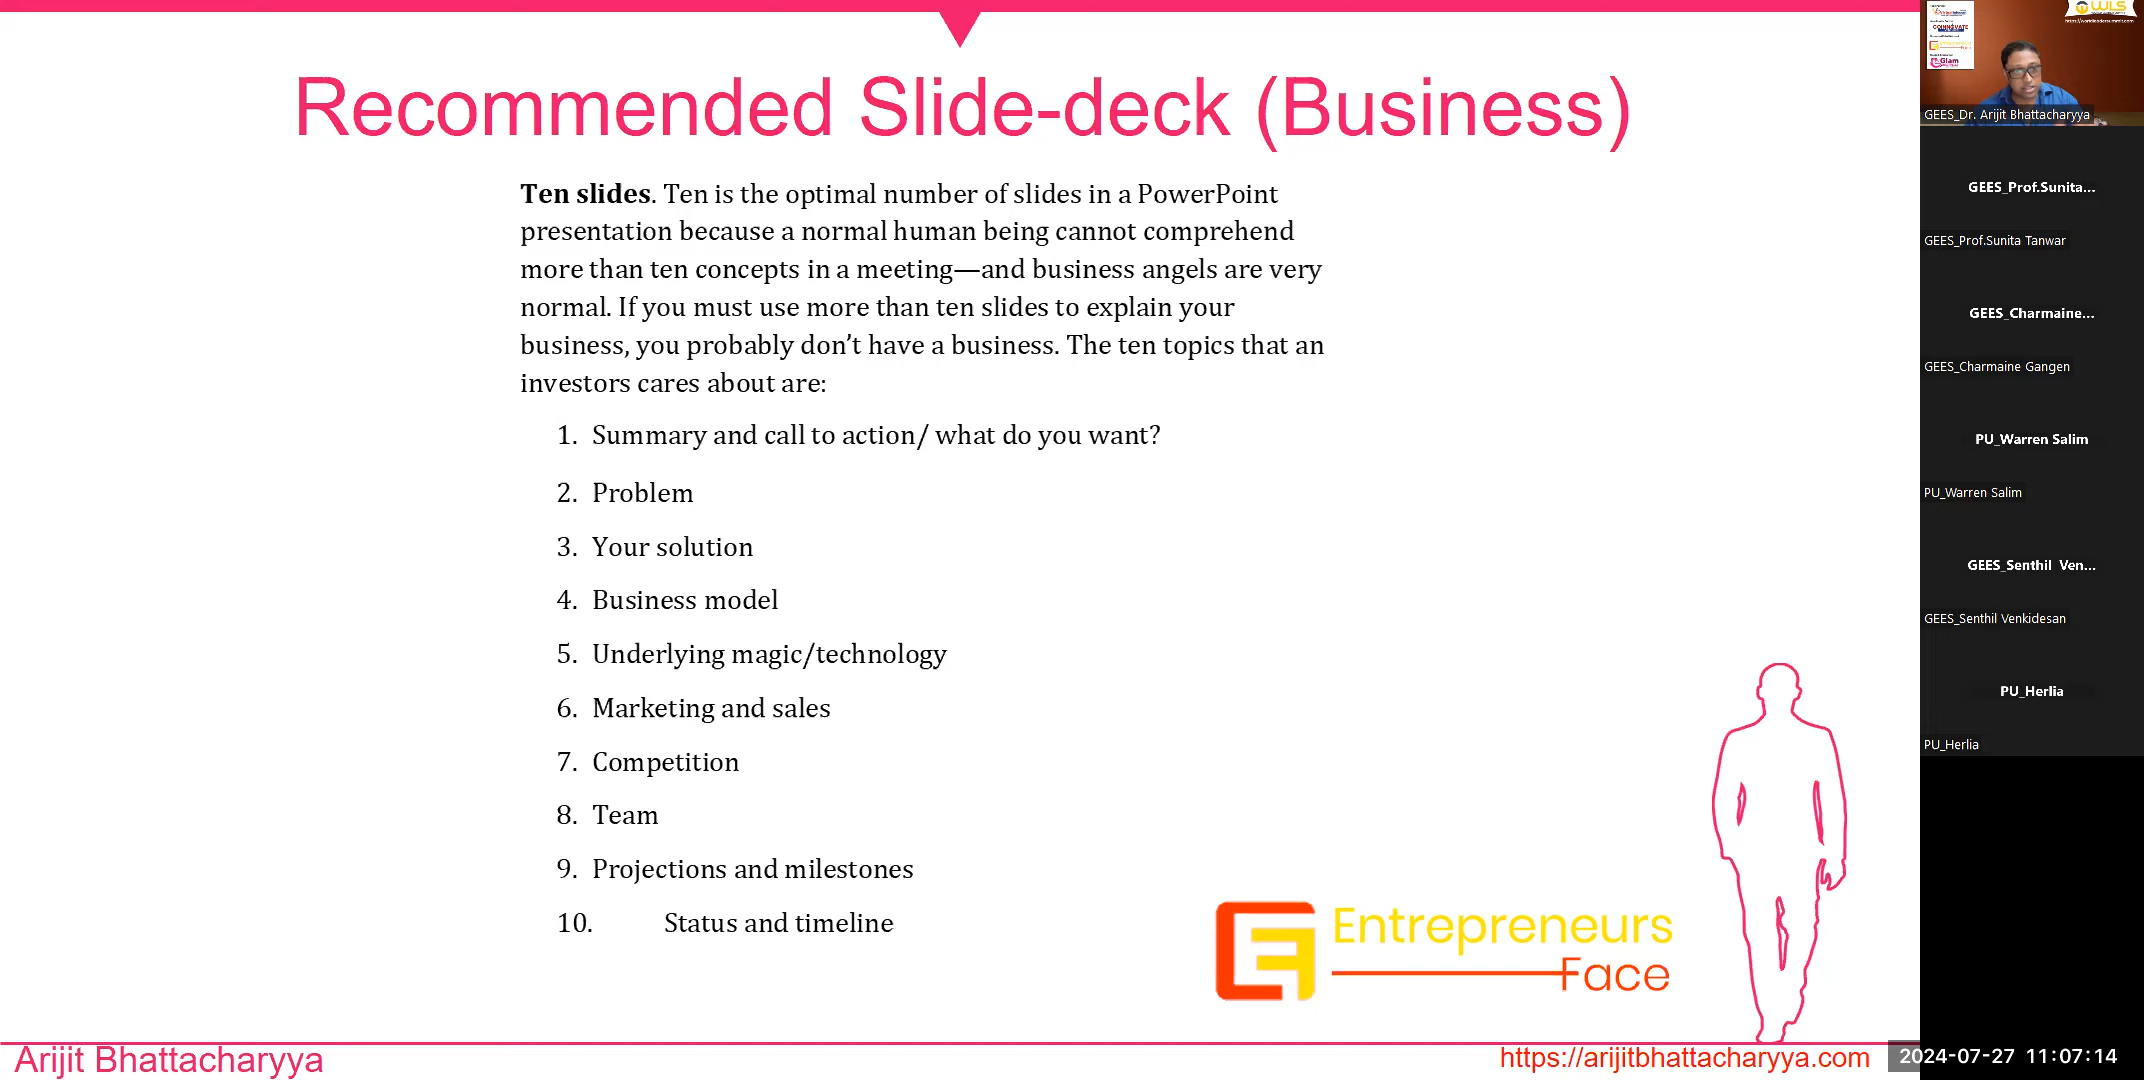 Recommended Slide-deck (Business)
Ten slides. Ten is the optimal number of slides in a PowerPoint
presentation because a normal human being cannot comprehend
more than ten concepts in a meeting—and business angels are very
normal. If you must use more than ten slides to explain your
business, you probably don’t have a business. The ten topics that an
investors cares about are:
1. Summary and call to action/ what do you want?
2. Problem
3. Your solution
4. Business model
5. Underlying magic/technology
6. Marketing and sales
7. Competition
8. Team
9. Projections and milestones
10. Status and timeline
Entrepreneurs
Face
Arijit Bhattacharyya
https://arijitbhattacharyya.com
WLS
https://worldleadersummit.com
COINNOVATE
Glam
GEES_Dr. Arijit Bhattacharyya
GEES_Prof.Sunita...
GEES_Prof.Sunita Tanwar
GEES_Charmaine...
GEES_Charmaine Gangen
PU_Warren Salim
PU_Warren Salim
GEES_Senthil Ven...
GEES_Senthil Venkidesan
PU_Herlia
PU_Herlia
2024-07-27 11:07:14